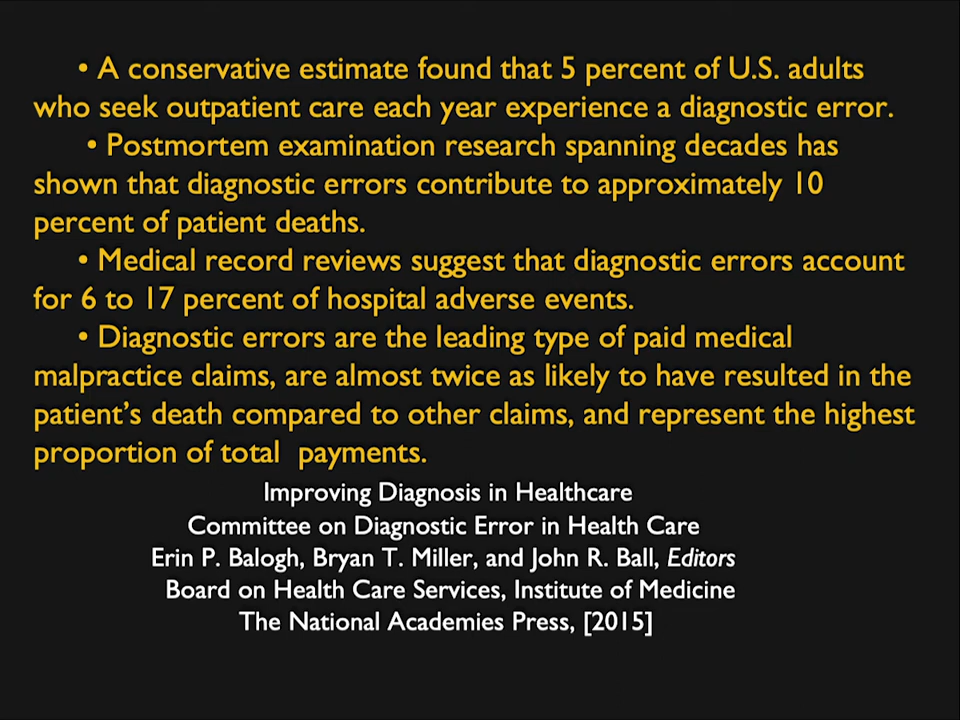 • A conservative estimate found that 5 percent of U.S. adults
who seek outpatient care each year experience a diagnostic error.
• Postmortem examination research spanning decades has
shown that diagnostic errors contribute to approximately 10
percent of patient deaths.
• Medical record reviews suggest that diagnostic errors account
for 6 to 17 percent of hospital adverse events.
• Diagnostic errors are the leading type of paid medical
malpractice claims, are almost twice as likely to have resulted in the
patient’s death compared to other claims, and represent the highest
proportion of total  payments.
Improving Diagnosis in Healthcare
Committee on Diagnostic Error in Health Care
Erin P. Balogh, Bryan T. Miller, and John R. Ball, Editors
Board on Health Care Services, Institute of Medicine
The National Academies Press, [2015]